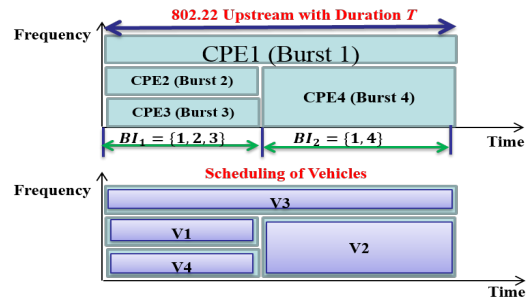 802.22 Upstream with Duration T
Frequency
CPE1 (Burst 1)
CPE2 (Burst 2)
CPE3 (Burst 3)
CPE4 (Burst 4)
BI₁ = {1, 2, 3}
BI₂ = {1, 4}
Time
Scheduling of Vehicles
Frequency
V3
V1
V2
V4
Time